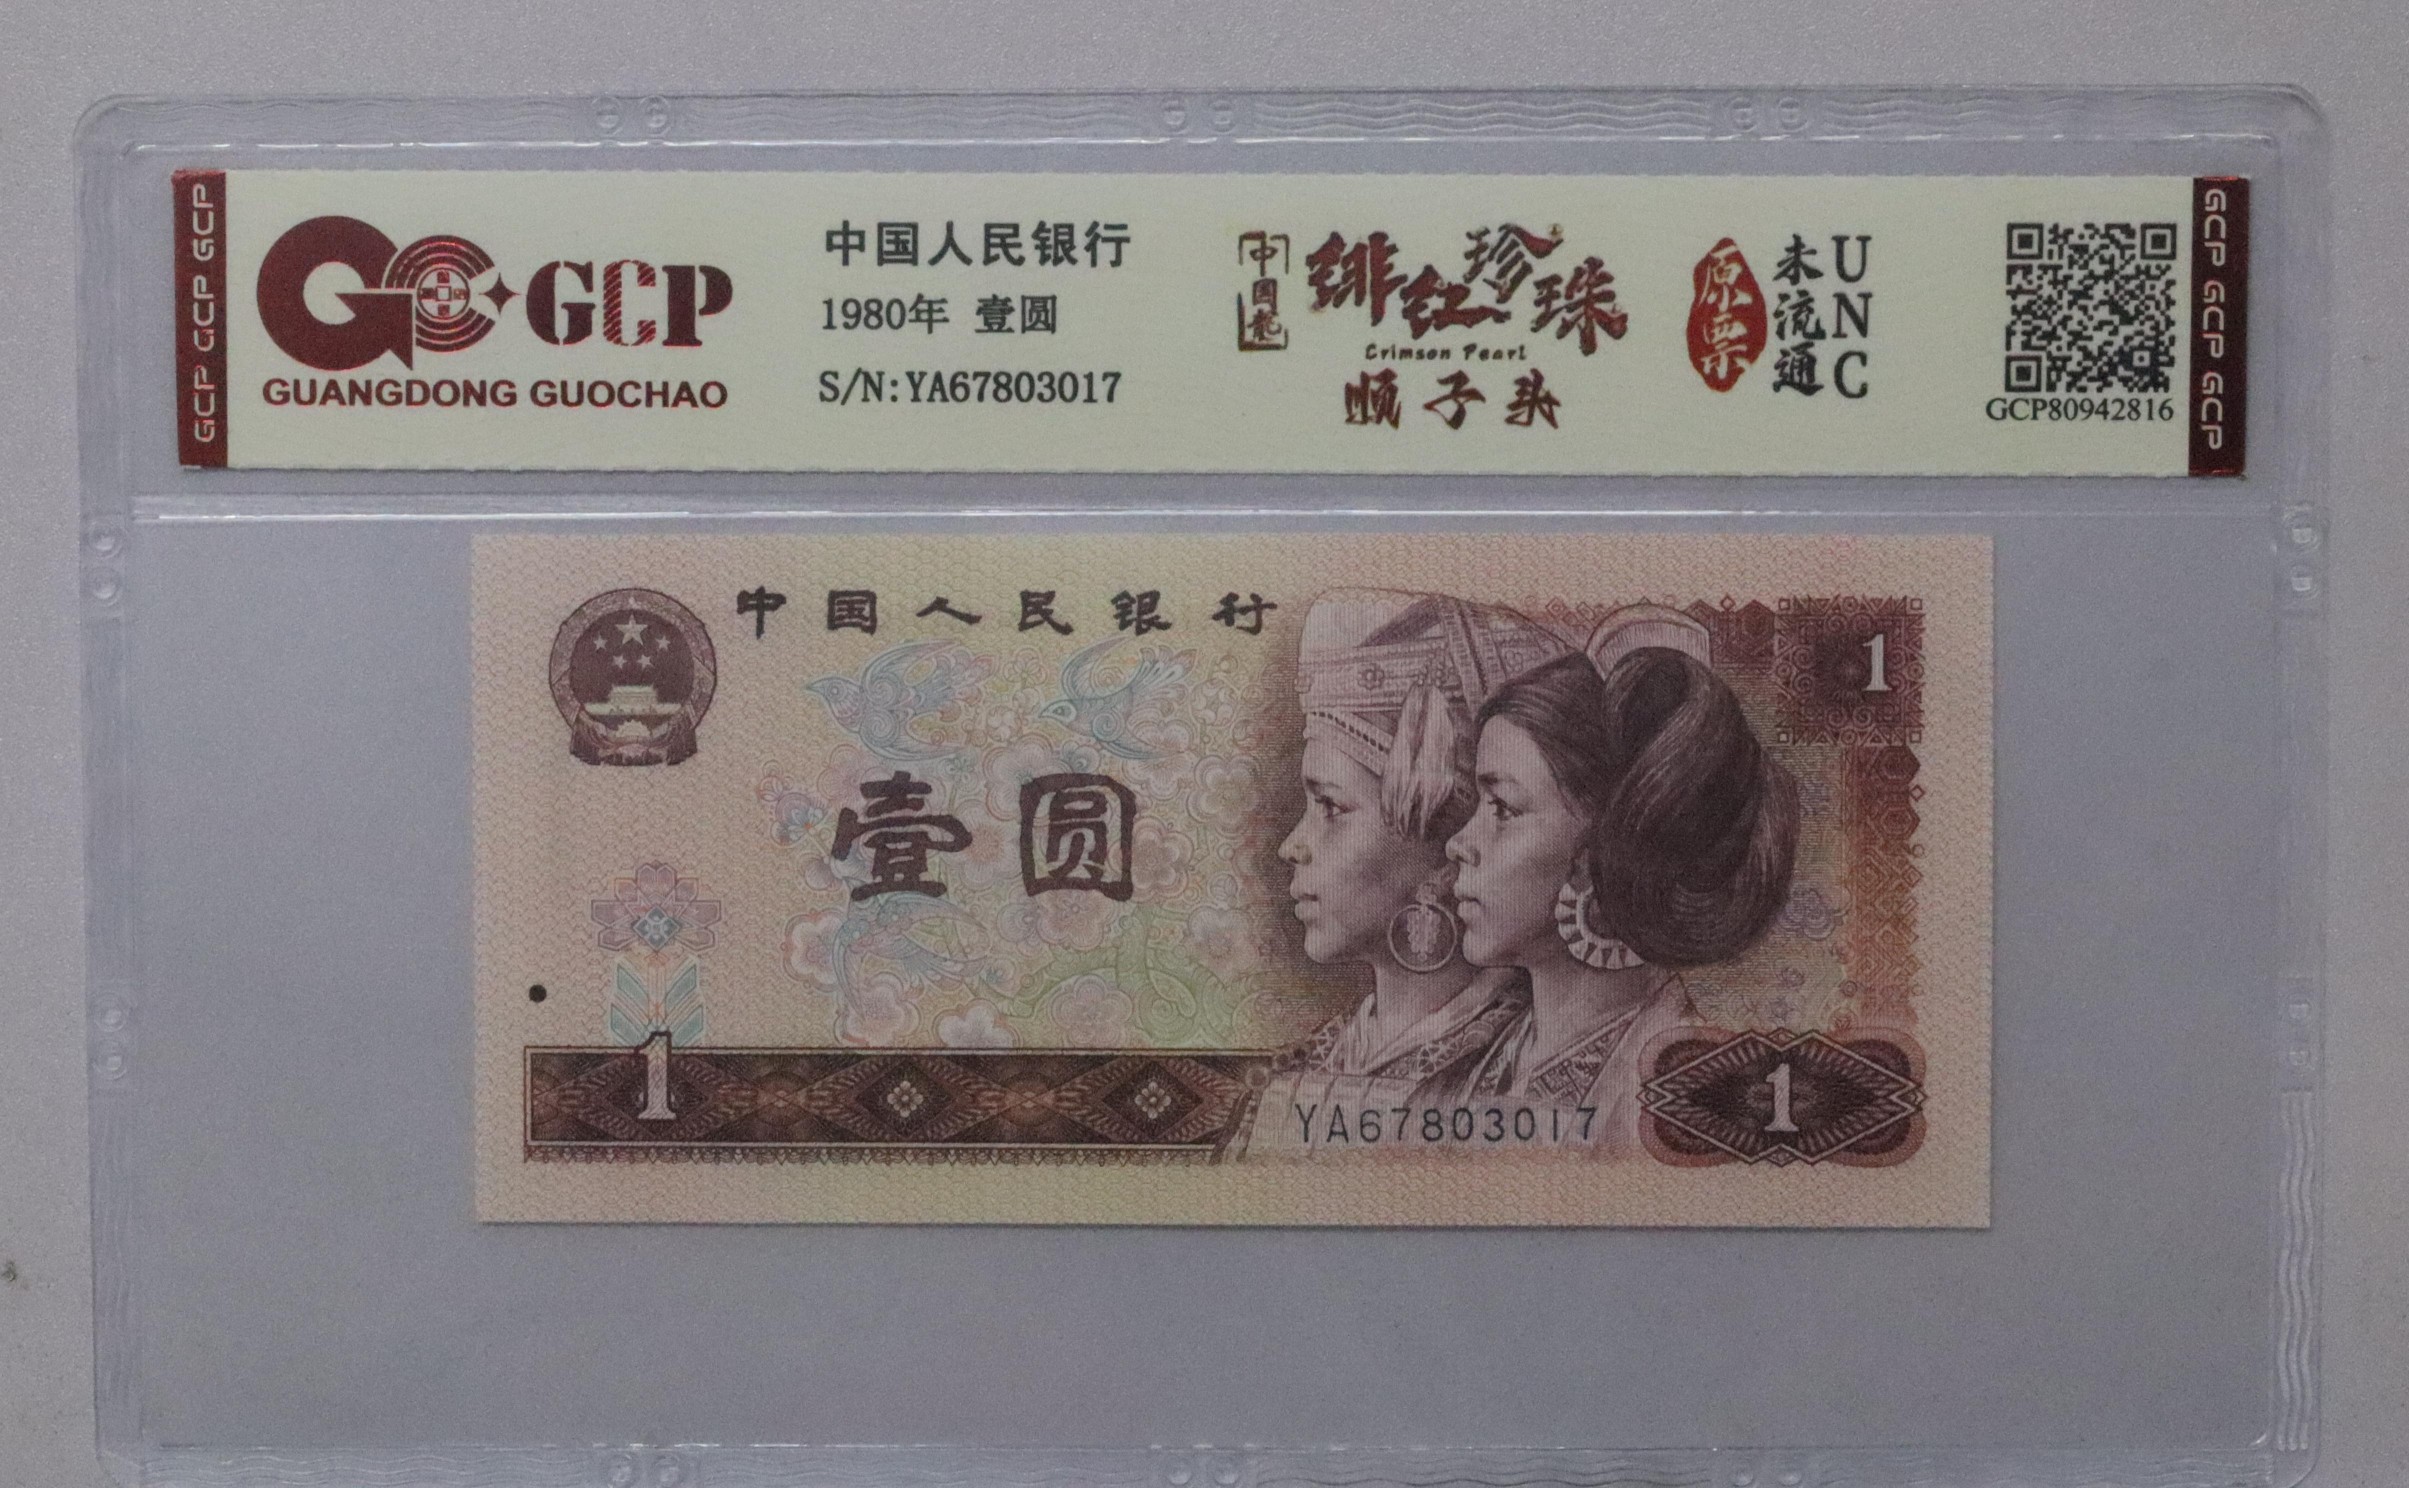 GCP GCP GCP
GCP
GUANGDONG GUOCHAO
中国人民银行
1980年 壹圆
S/N:YA67803017
中国龙
绯红珍珠
Crimson Pearl
顺子头
原票
未流通
UNC
GCP80942816
GCP GCP GCP
中国人民银行
1
壹圆
1
YA67803017
1